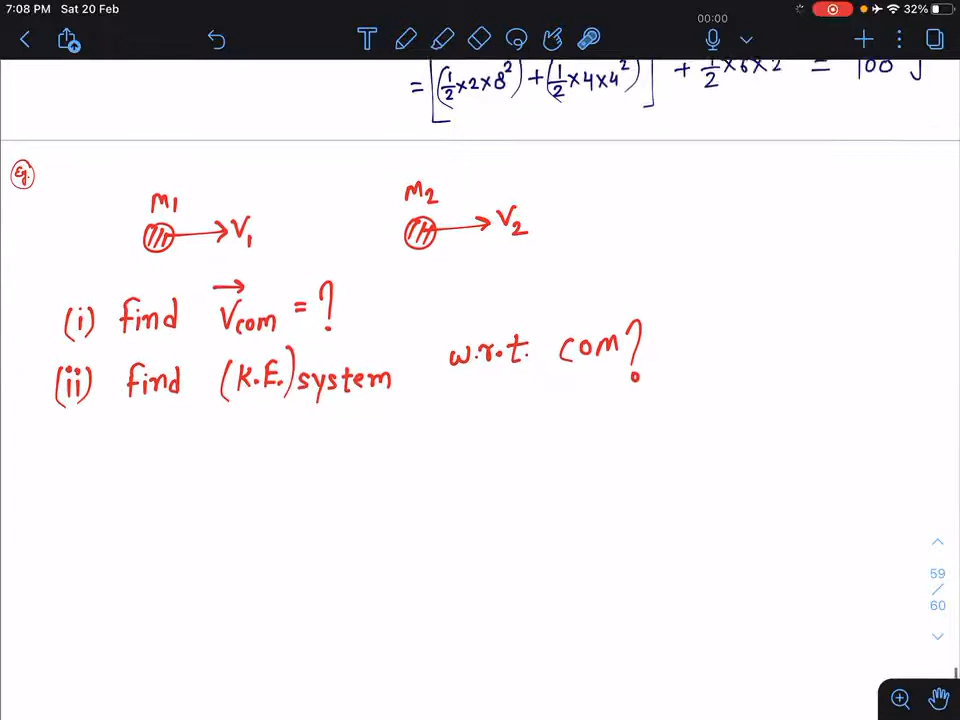 7:08 PM Sat 20 Feb 00:00 32%
T
= [(1/2×2×8²) + (1/2×4×4²)] + 1/2×6×2 = 100 J
Eg.
M1 M2
V1 V2
(i) find Vcom = ?
(ii) find (K.E.)system w.r.t. com?
59
/
60